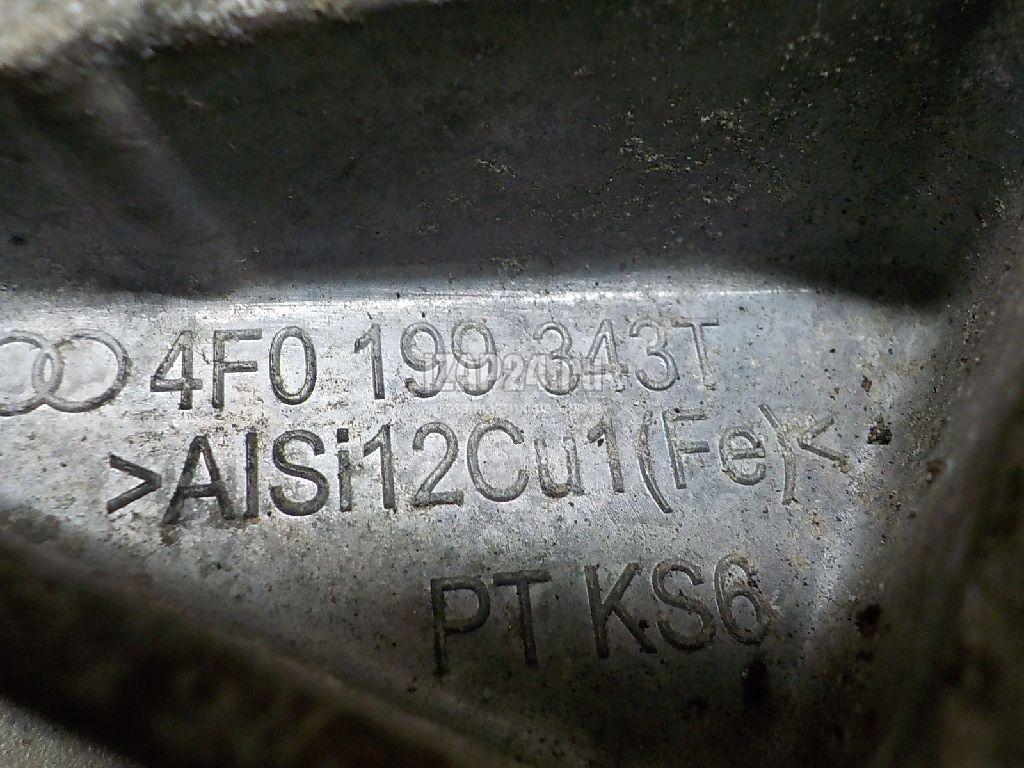 4F0 199 343T
>AlSi12Cu1(Fe)<
PT KS6